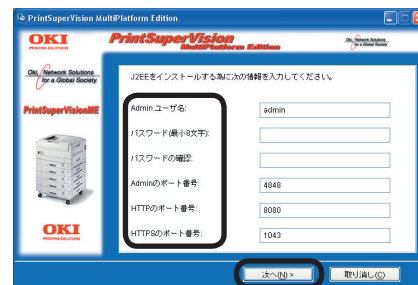 PrintSuperVision MultiPlatform Edition
OKI
PRINTING SOLUTIONS
PrintSuperVision
MultiPlatform Edition
Oki, Network Solutions
for a Global Society
Oki, Network Solutions
for a Global Society
J2EEをインストールする為に次の情報を入力してください。
PrintSuperVisionME
Admin ユーザ名:
admin
パスワード(最小8文字):
パスワードの確認:
Adminのポート番号:
4848
HTTPのポート番号:
8080
HTTPSのポート番号:
1043
OKI
PRINTING SOLUTIONS
次へ(N) >
取り消し(C)